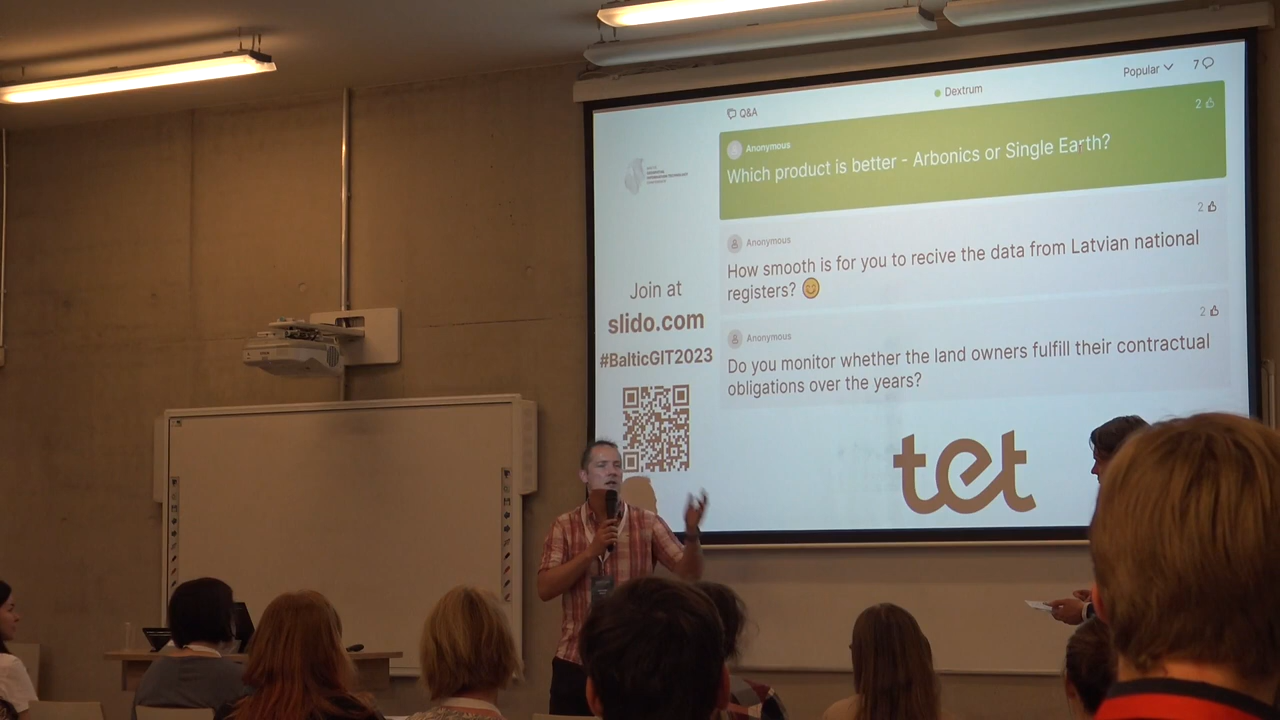 Q&A
Dextrum
Popular
7
Anonymous
2
Which product is better - Arbonics or Single Earth?
Anonymous
2
How smooth is for you to recive the data from Latvian national
registers? 😊
Anonymous
2
Do you monitor whether the land owners fulfill their contractual
obligations over the years?
Join at
slido.com
#BalticGIT2023
tet